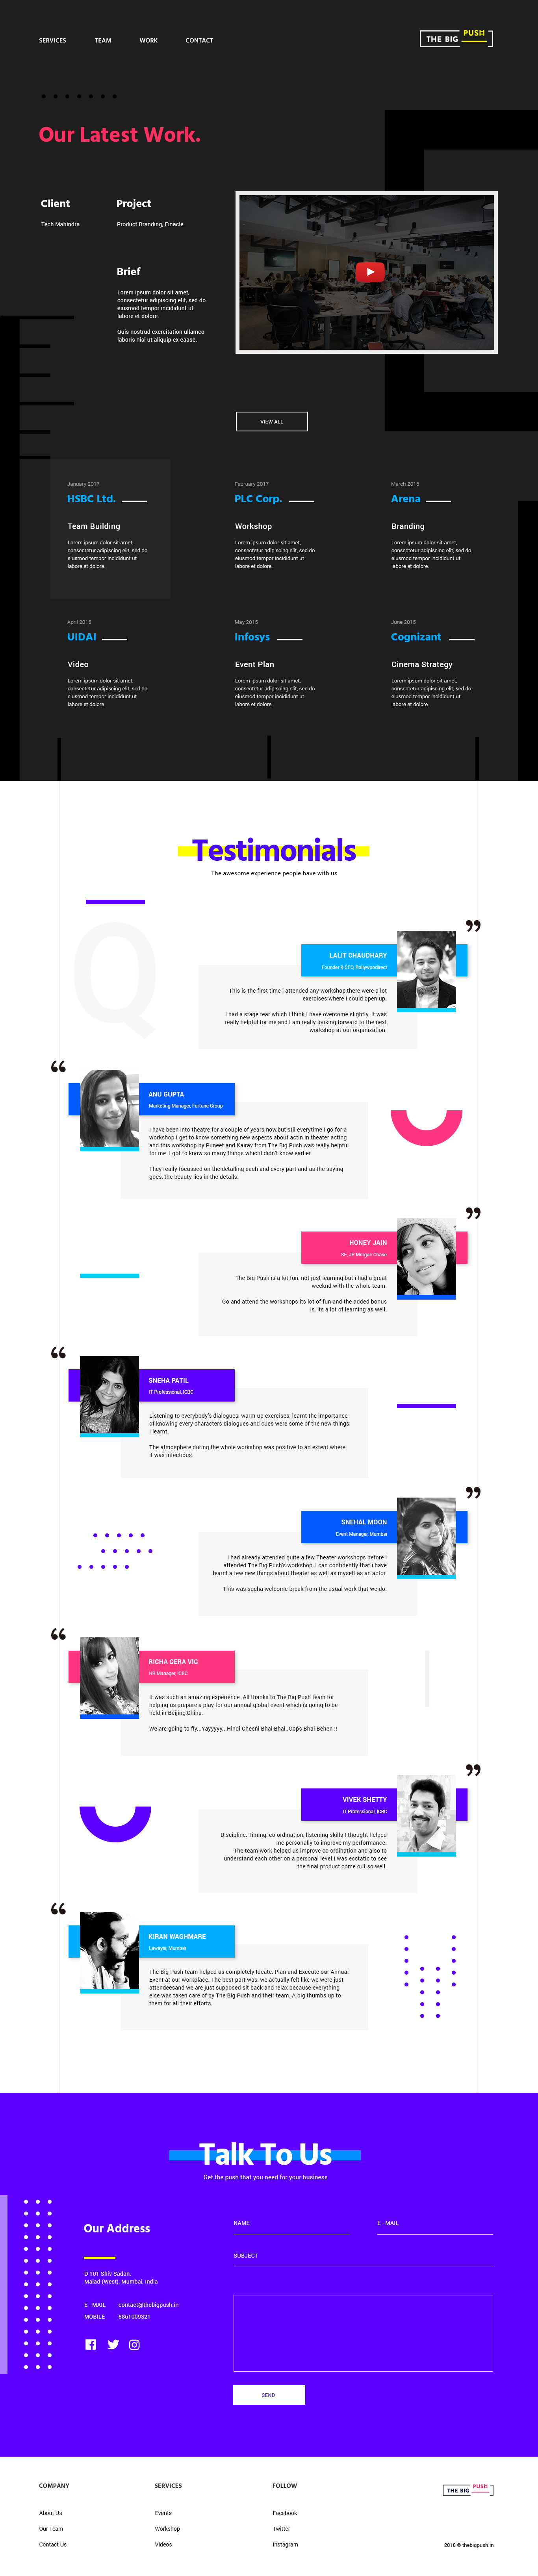 SERVICES TEAM WORK CONTACT
THE BIG PUSH
Our Latest Work.
Client
Tech Mahindra
Project
Product Branding, Finacle
Brief
Lorem ipsum dolor sit amet,
consectetur adipiscing elit, sed do
eiusmod tempor incididunt ut
labore et dolore.
Quis nostrud exercitation ullamco
laboris nisi ut aliquip ex eaase.
VIEW ALL
January 2017
HSBC Ltd.
Team Building
Lorem ipsum dolor sit amet,
consectetur adipiscing elit, sed do
eiusmod tempor incididunt ut
labore et dolore.
February 2017
PLC Corp.
Workshop
Lorem ipsum dolor sit amet,
consectetur adipiscing elit, sed do
eiusmod tempor incididunt ut
labore et dolore.
March 2016
Arena
Branding
Lorem ipsum dolor sit amet,
consectetur adipiscing elit, sed do
eiusmod tempor incididunt ut
labore et dolore.
April 2016
UIDAI
Video
Lorem ipsum dolor sit amet,
consectetur adipiscing elit, sed do
eiusmod tempor incididunt ut
labore et dolore.
May 2015
Infosys
Event Plan
Lorem ipsum dolor sit amet,
consectetur adipiscing elit, sed do
eiusmod tempor incididunt ut
labore et dolore.
June 2015
Cognizant
Cinema Strategy
Lorem ipsum dolor sit amet,
consectetur adipiscing elit, sed do
eiusmod tempor incididunt ut
labore et dolore.
Testimonials
The awesome experience people have with us
Q
”
LALIT CHAUDHARY
Founder & CEO, Bollywoodirect
This is the first time i attended any workshop,there were a lot
exercises where I could open up.
I had a stage fear which I think I have overcome slightly. It was
really helpful for me and I am really looking forward to the next
workshop at our organization.
“
ANU GUPTA
Marketing Manager, Fortune Group
I have been into theatre for a couple of years now.but stil everytime I go for a
workshop I get to know something new aspects about actin in theater acting
and this workshop by Puneet and Kairav from The Big Push was really helpful
for me. I got to know so many things whichI didn't know earlier.
They really focussed on the detailing each and every part and as the saying
goes, the beauty lies in the details.
”
HONEY JAIN
SE, JP Morgan Chase
The Big Push is a lot fun, not just learning but i had a great
weeknd with the whole team.
Go and attend the workshops its lot of fun and the added bonus
is, its a lot of learning as well.
“
SNEHA PATIL
IT Professional, ICBC
Listening to everybody's dialogues, warm-up exercises, learnt the inportance
of knowing every characters dialogues and cues were some of the new things
I learnt.
The atmosphere during the whole workshop was positive to an extent where
it was infectious.
”
SNEHAL MOON
Event Manager, Mumbai
I had already attended quite a few Theater workshops before i
attended The Big Push's workshop, I can confidently that i have
learnt a few new things about theater as well as myself as an actor.
This was sucha welcome break from the usual work that we do.
“
RICHA GERA VIG
HR Manager, ICBC
It was such an amazing experience. All thanks to The Big Push team for
helping us prepare a play for our annual global event which is going to be
held in Beijing,China.
We are going to fly...Yayyyyy...Hindi Cheeni Bhai Bhai..Oops Bhai Behen !!
”
VIVEK SHETTY
IT Professional, ICBC
Discipline, Timing, co-ordination, listening skills I thought helped
me personally to improve my performance.
The team-work helped us improve co-ordination and also to
understand each other on a personal level.I was ecstatic to see
the final product come out so well.
“
KIRAN WAGHMARE
Lawayer, Mumbai
The Big Push team helped us completely Ideate, Plan and Execute our Annual
Event at our workplace. The best part was, we actually felt like we were just
attendeesand we are just supposed sit back and relax because everything
else was taken care of by The Big Push and their team. A big thumbs up to
them for all their efforts.
Talk To Us
Get the push that you need for your business
Our Address
D-101 Shiv Sadan,
Malad (West), Mumbai, India
E - MAIL contact@thebigpush.in
MOBILE 8861009321
NAME
E - MAIL
SUBJECT
SEND
COMPANY
About Us
Our Team
Contact Us
SERVICES
Events
Workshop
Videos
FOLLOW
Facebook
Twitter
Instagram
THE BIG PUSH
2018 © thebigpush.in